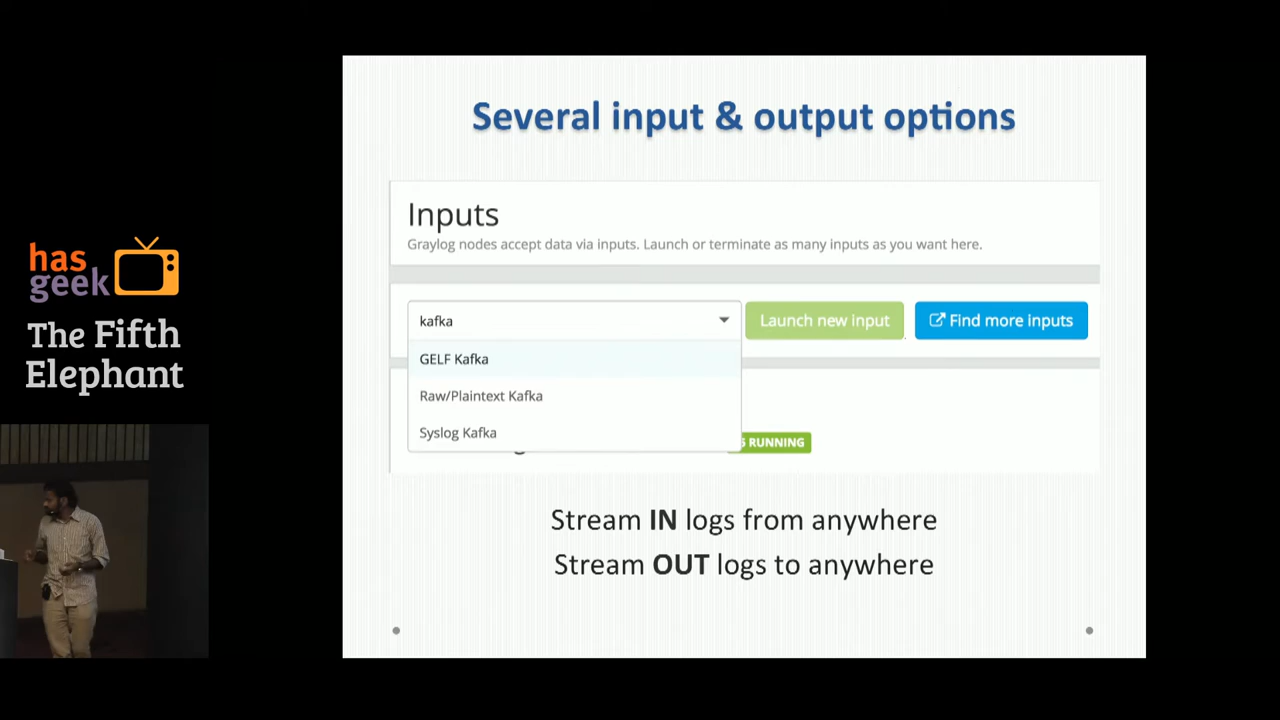 Several input & output options
Inputs
Graylog nodes accept data via inputs. Launch or terminate as many inputs as you want here.
kafka
Launch new input
Find more inputs
GELF Kafka
Raw/Plaintext Kafka
Syslog Kafka
RUNNING
Stream IN logs from anywhere
Stream OUT logs to anywhere
has
geek
The Fifth
Elephant